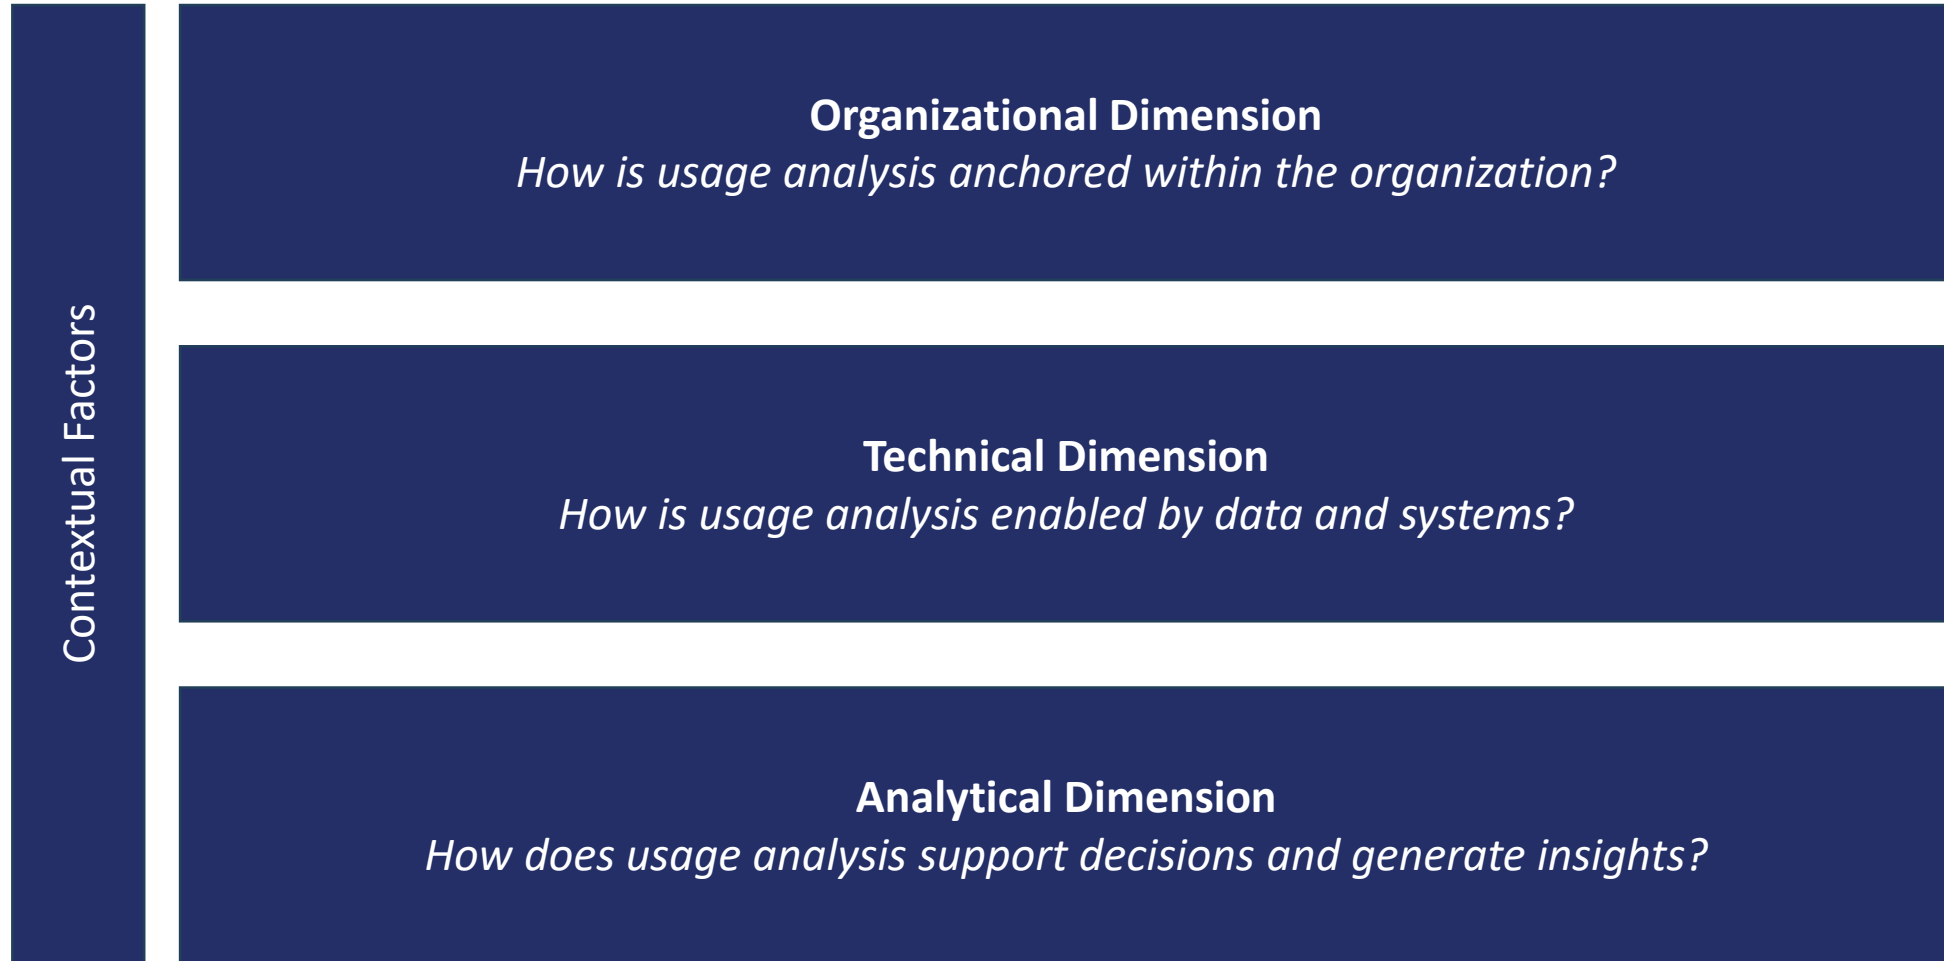 Contextual Factors
Organizational Dimension
How is usage analysis anchored within the organization?
Technical Dimension
How is usage analysis enabled by data and systems?
Analytical Dimension
How does usage analysis support decisions and generate insights?